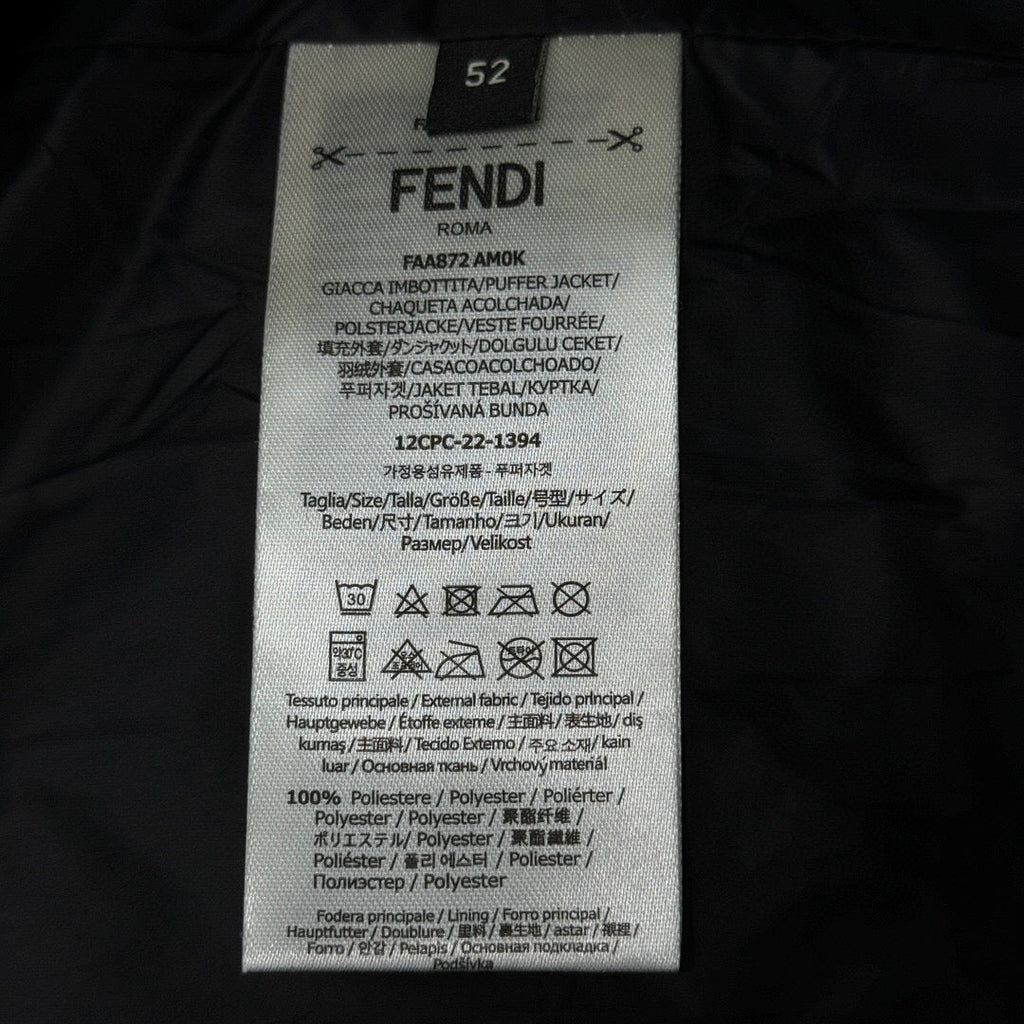 52
FENDI
ROMA
FAA872 AM0K
GIACCA IMBOTTITA/PUFFER JACKET/
CHAQUETA ACOLCHADA/
POLSTERJACKE/VESTE FOURRÉE/
填充外套/ダンジャケット/DOLGULU CEKET/
羽绒外套/CASACOACOLCHOADO/
푸퍼자켓/JAKET TEBAL/КУРТКА/
PROŠÍVANÁ BUNDA
12CPC-22-1394
가정용섬유제품 - 푸퍼자켓
Taglia/Size/Talla/Größe/Taille/号型/サイズ/
Beden/尺寸/Tamanho/크기/Ukuran/
Размер/Velikost
30
약30°C
중성
Tessuto principale / External fabric / Tejido principal /
Hauptgewebe / Étoffe externe / 主面料 / 表生地 / dış
kumaş / 主面料 / Tecido Externo / 주요 소재 / kain
luar / Основная ткань / Vrchový materiál
100% Poliestere / Polyester / Poliérter /
Polyester / Polyester / 聚酯纤维 /
ポリエステル / Polyester / 聚酯纖維 /
Poliéster / 폴리 에스터 / Poliester /
Полиэстер / Polyester
Fodera principale / Lining / Forro principal /
Hauptfutter / Doublure / 里料 / 裏生地 / astar / 襯裡 /
Forro / 안감 / Pelapis / Основная подкладка /
Podšívka